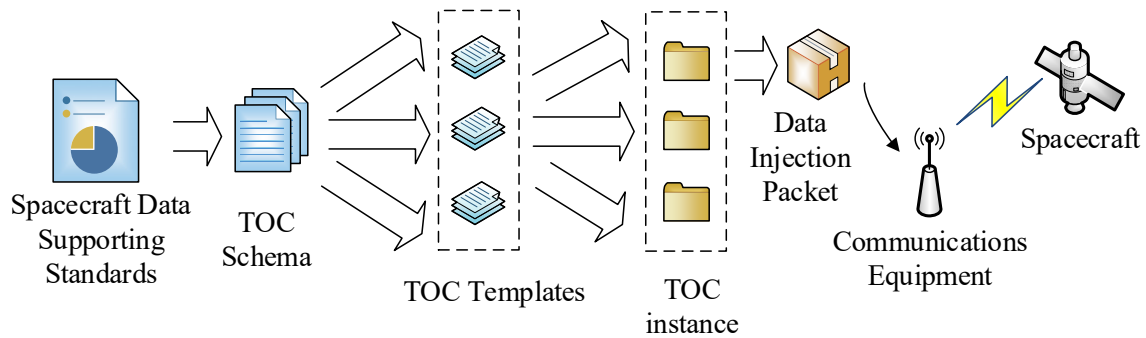 Spacecraft Data
Supporting
Standards
TOC
Schema
TOC Templates
TOC
instance
Data
Injection
Packet
Communications
Equipment
Spacecraft